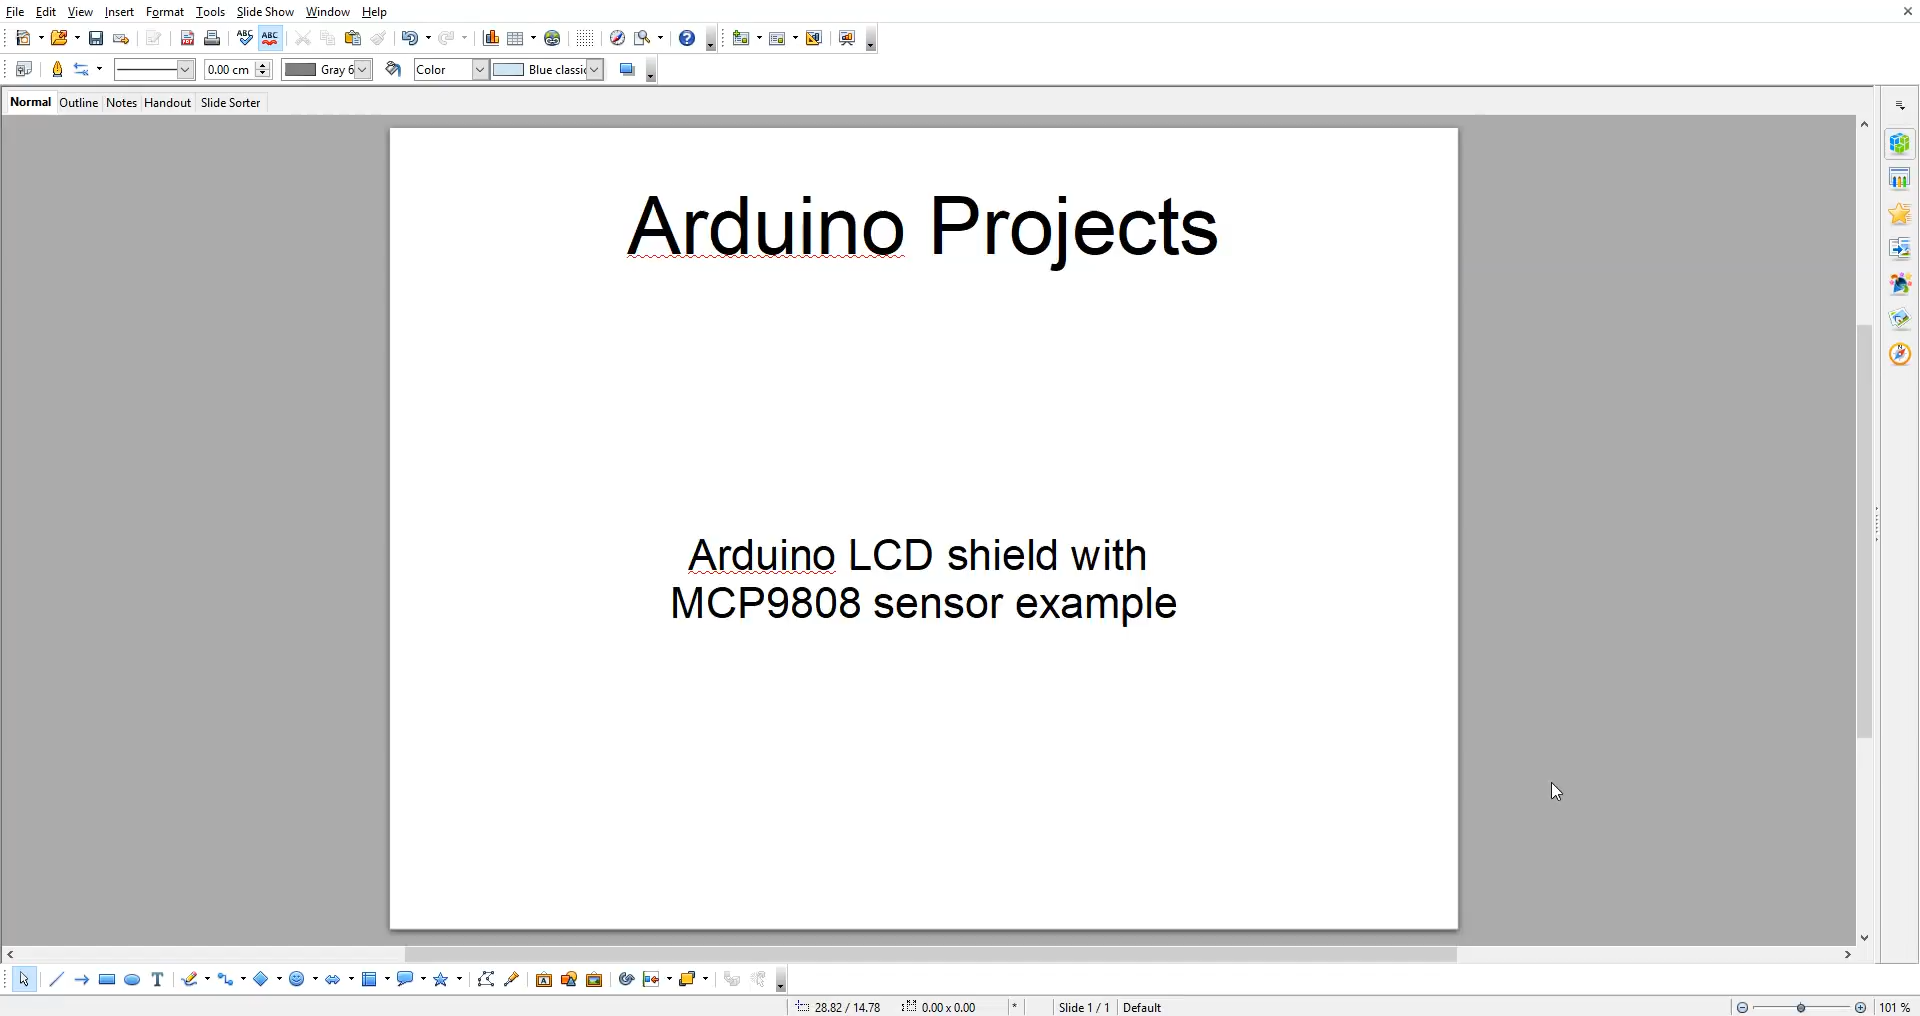 File Edit View Insert Format Tools Slide Show Window Help
ABC ABC
0.00 cm Gray 6 Color Blue classic
Normal Outline Notes Handout Slide Sorter
Arduino Projects
Arduino LCD shield with
MCP9808 sensor example
28.82 / 14.78 0.00 x 0.00 * Slide 1 / 1 Default 101 %